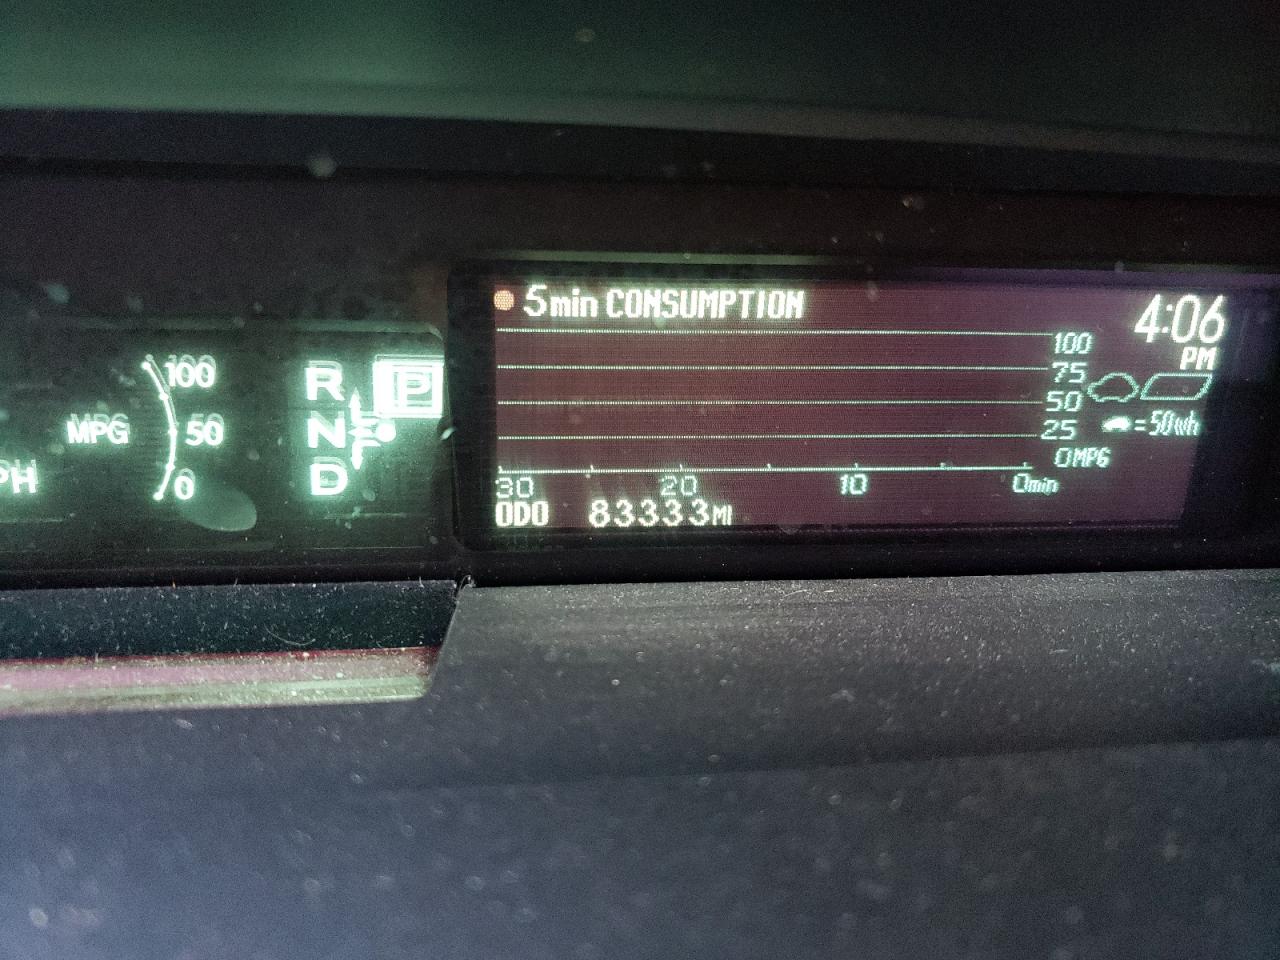 5min CONSUMPTION
4:06
PM
100
75
50
25
0MPG
=50Wh
30 20 10 0min
ODO 83333MI
100
MPG 50
0
PH
R P
N
D